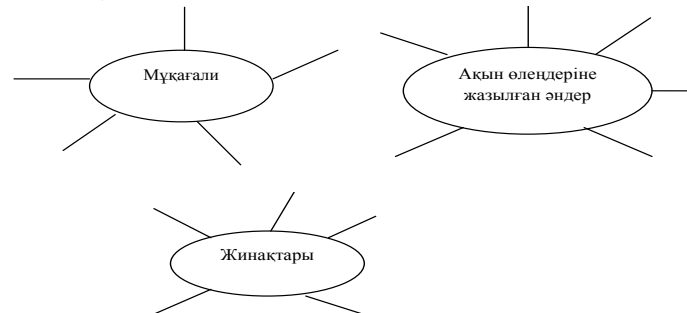 Мұқағали
Ақын өлеңдеріне
жазылған әндер
Жинақтары